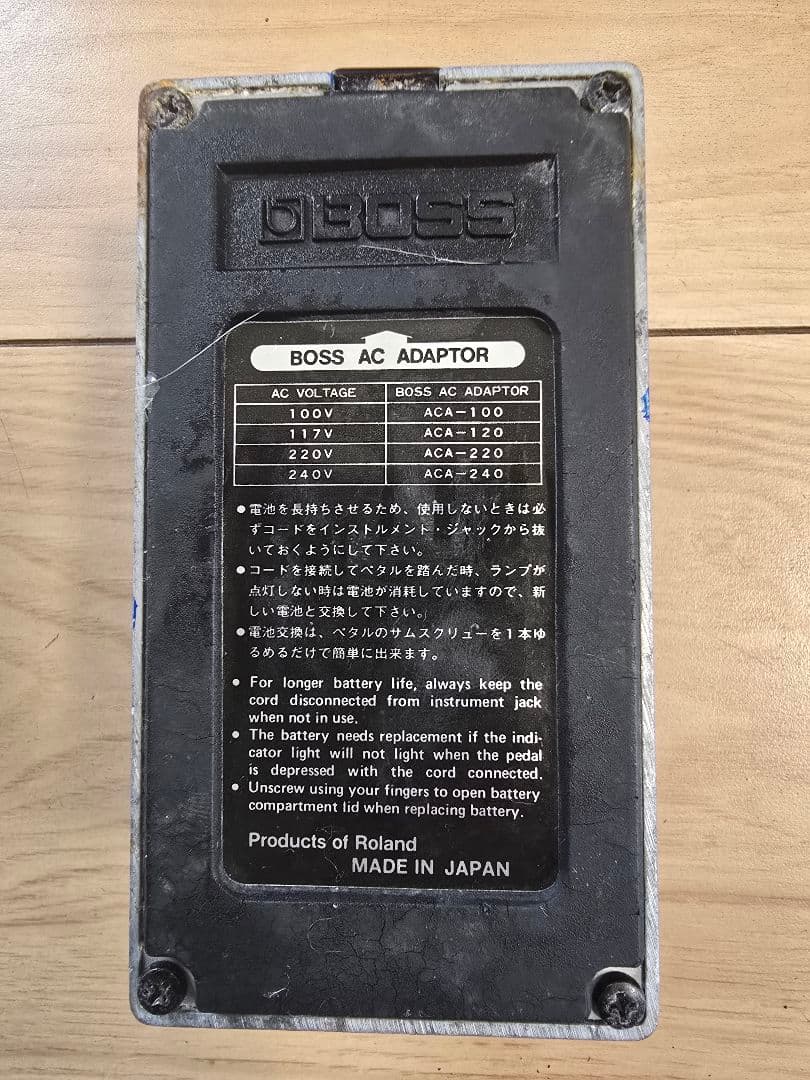 BOSS
BOSS AC ADAPTOR
AC VOLTAGE BOSS AC ADAPTOR
100V ACA-100
117V ACA-120
220V ACA-220
240V ACA-240
●電池を長持ちさせるため、使用しないときは必
ずコードをインストルメント・ジャックから抜
いておくようにして下さい。
●コードを接続してペタルを踏んだ時、ランプが
点灯しない時は電池が消耗していますので、新
しい電池と交換して下さい。
●電池交換は、ペタルのサムスクリューを1本ゆ
るめるだけで簡単に出来ます。
● For longer battery life, always keep the
cord disconnected from instrument jack
when not in use.
● The battery needs replacement if the indi-
cator light will not light when the pedal
is depressed with the cord connected.
● Unscrew using your fingers to open battery
compartment lid when replacing battery.
Products of Roland
MADE IN JAPAN